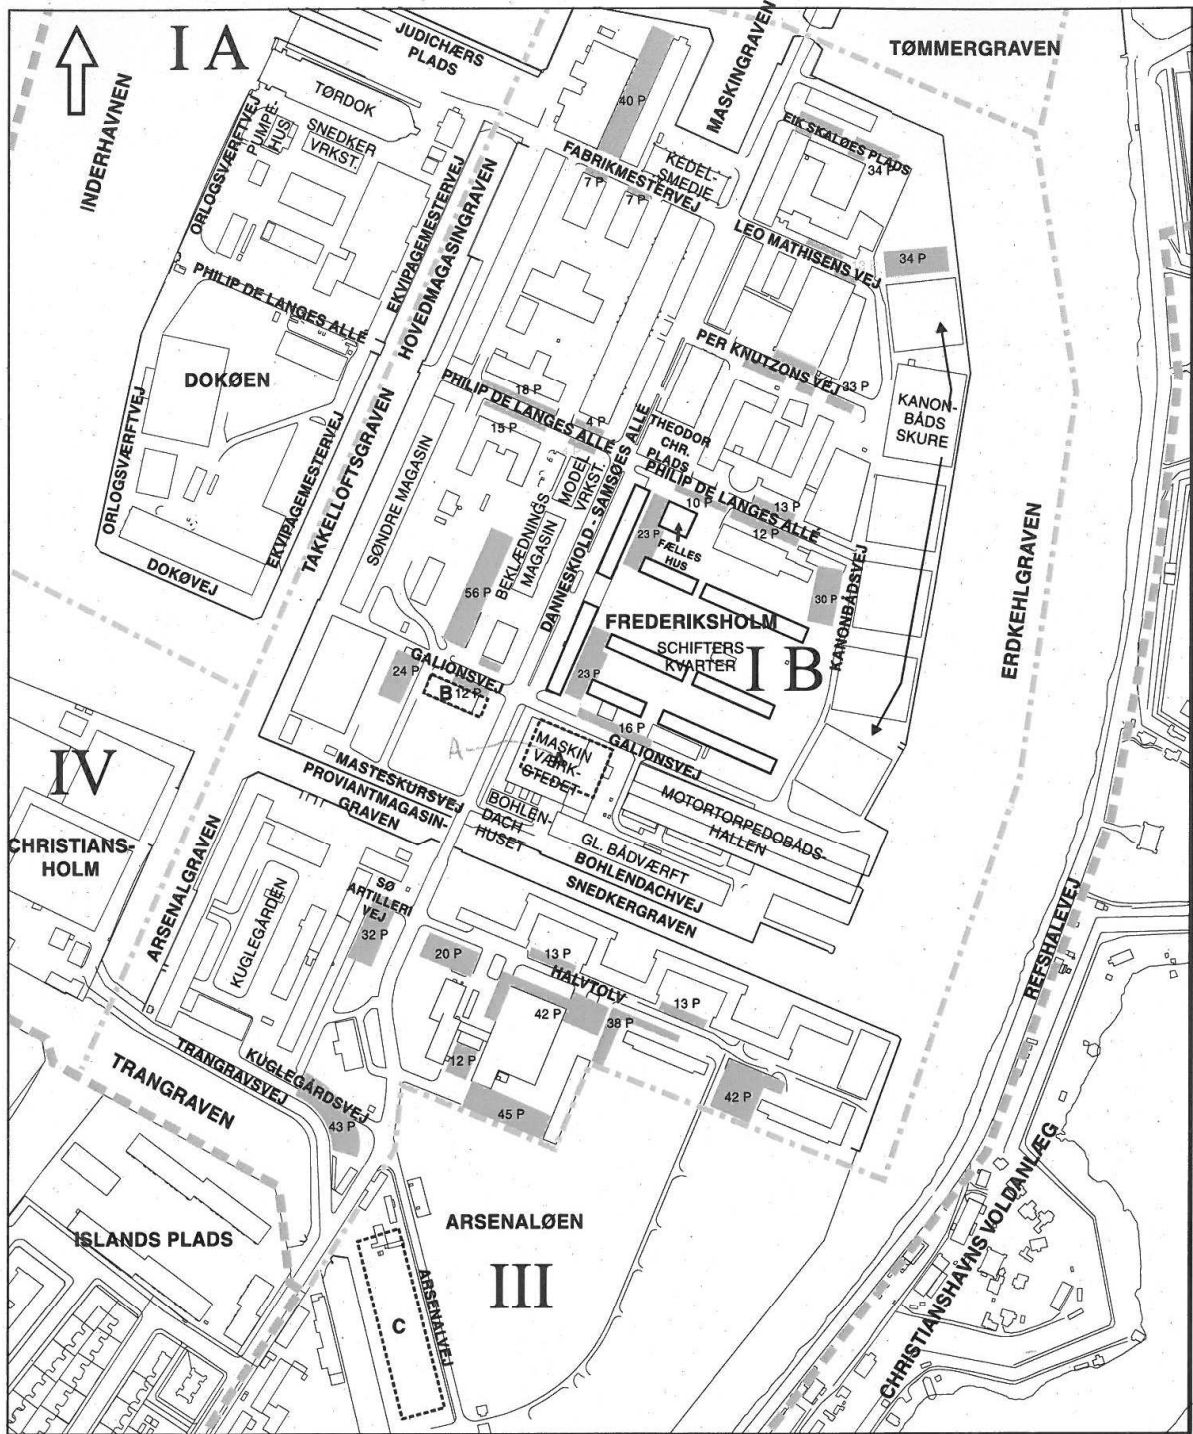 I A
JUDICHÆRS
PLADS
MASKINGRAVEN
TØMMERGRAVEN
INDERHAVNEN
TØRDOK
ORLOGSVÆRFTVEJ
PUMPE-
HUS
SNEDKER
VRKST.
40 P
EIK SKALØES PLADS
34 P
FABRIKMESTERVEJ
KEDEL-
SMEDIE
7 P
7 P
EKVIPAGEMESTERVEJ
HOVEDMAGASINGRAVEN
LEO MATHISENS VEJ
34 P
PHILIP DE LANGES ALLÉ
PER KNUTZONS VEJ
33 P
DOKØEN
KANON-
BÅDS
SKURE
18 P
PHILIP DE LANGES ALLÉ
15 P
4 P
THEODOR
CHR.
PLADS
ORLOGSVÆRFTVEJ
EKVIPAGEMESTERVEJ
TAKKELLOFTSGRAVEN
SØNDRE MAGASIN
MODEL
VRKST.
BEKLÆDNINGS
MAGASIN
DANNESKIOLD - SAMSØES ALLÉ
PHILIP DE LANGES ALLÉ
10 P
13 P
12 P
23 P
FÆLLES
HUS
DOKØVEJ
56 P
30 P
KANONBÅDSVEJ
ERDKEHLGRAVEN
FREDERIKSHOLM
SCHIFTERS
KVARTER
I B
24 P
GALIONSVEJ
B
12 P
23 P
16 P
GALIONSVEJ
A
MASKIN
VÆRK-
STEDET
IV
MASTESKURSVEJ
PROVIANTMAGASIN-
GRAVEN
BOHLEN-
DACH
HUSET
MOTORTORPEDOBÅDS-
HALLEN
GL. BÅDVÆRFT
BOHLENDACHVEJ
SNEDKERGRAVEN
CHRISTIANS-
HOLM
ARSENALGRAVEN
KUGLEGÅRDEN
SØ
ARTILLERI
VEJ
32 P
20 P
13 P
HALVTOLV
13 P
42 P
38 P
REFSHALEVEJ
TRANGRAVEN
TRANGRAVSVEJ
KUGLEGÅRDSVEJ
43 P
12 P
45 P
42 P
ISLANDS PLADS
ARSENALØEN
III
ARSENALVEJ
C
CHRISTIANSHAVNS VOLDANLÆG